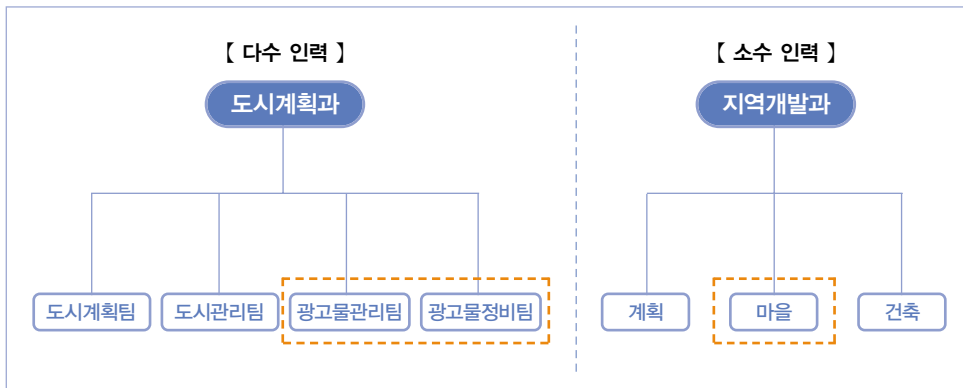 【 다수 인력 】
도시계획과
도시계획팀
도시관리팀
광고물관리팀
광고물정비팀
【 소수 인력 】
지역개발과
계획
마을
건축